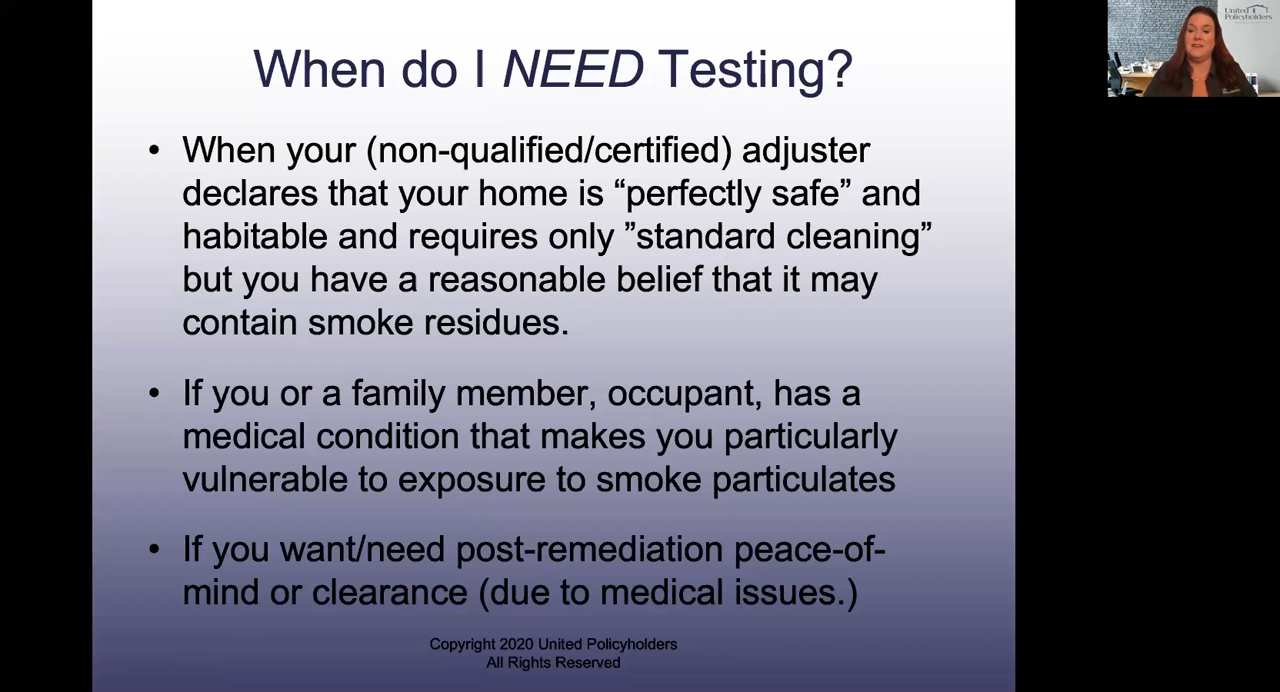 When do I NEED Testing?
• When your (non-qualified/certified) adjuster
declares that your home is “perfectly safe” and
habitable and requires only ”standard cleaning”
but you have a reasonable belief that it may
contain smoke residues.
• If you or a family member, occupant, has a
medical condition that makes you particularly
vulnerable to exposure to smoke particulates
• If you want/need post-remediation peace-of-
mind or clearance (due to medical issues.)
Copyright 2020 United Policyholders
All Rights Reserved
United
Policyholders